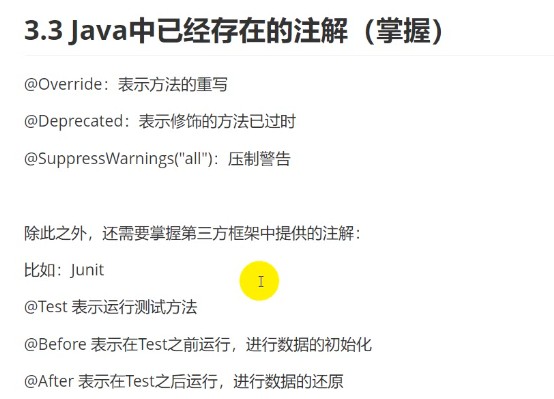 3.3 Java中已经存在的注解（掌握）
@Override：表示方法的重写
@Deprecated：表示修饰的方法已过时
@SuppressWarnings("all")：压制警告
除此之外，还需要掌握第三方框架中提供的注解：
比如：Junit
@Test 表示运行测试方法
@Before 表示在Test之前运行，进行数据的初始化
@After 表示在Test之后运行，进行数据的还原